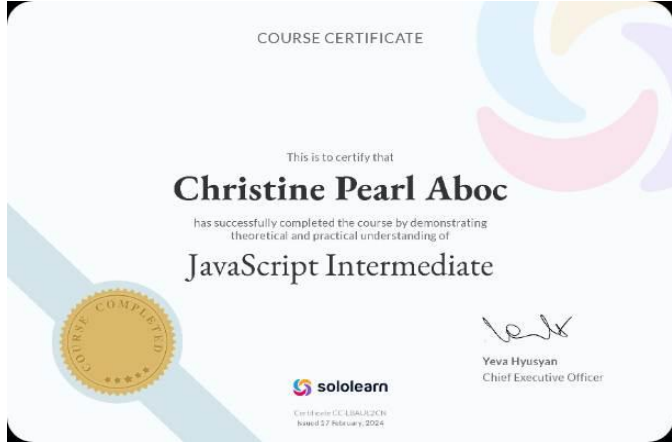 COURSE CERTIFICATE
This is to certify that
Christine Pearl Aboc
has successfully completed the course by demonstrating
theoretical and practical understanding of
JavaScript Intermediate
COURSE COMPLETED
Yeva Hyusyan
Chief Executive Officer
sololearn
Certificate
Issued 17 February, 2024